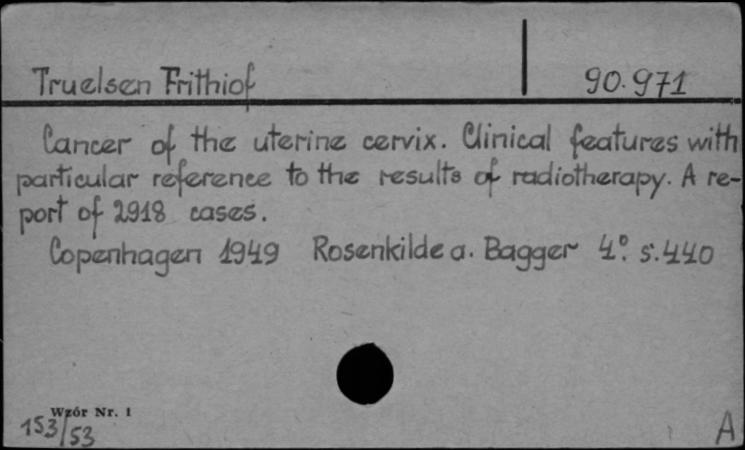 Truelsen Frithiof 90.971
Cancer of the uterine cervix. Clinical features with
particular reference to the results of radiotherapy. A re-
port of 2918 cases.
Copenhagen 1949 Rosenkilde a. Bagger 4° s.440
Wzór Nr. 1
153/53 A